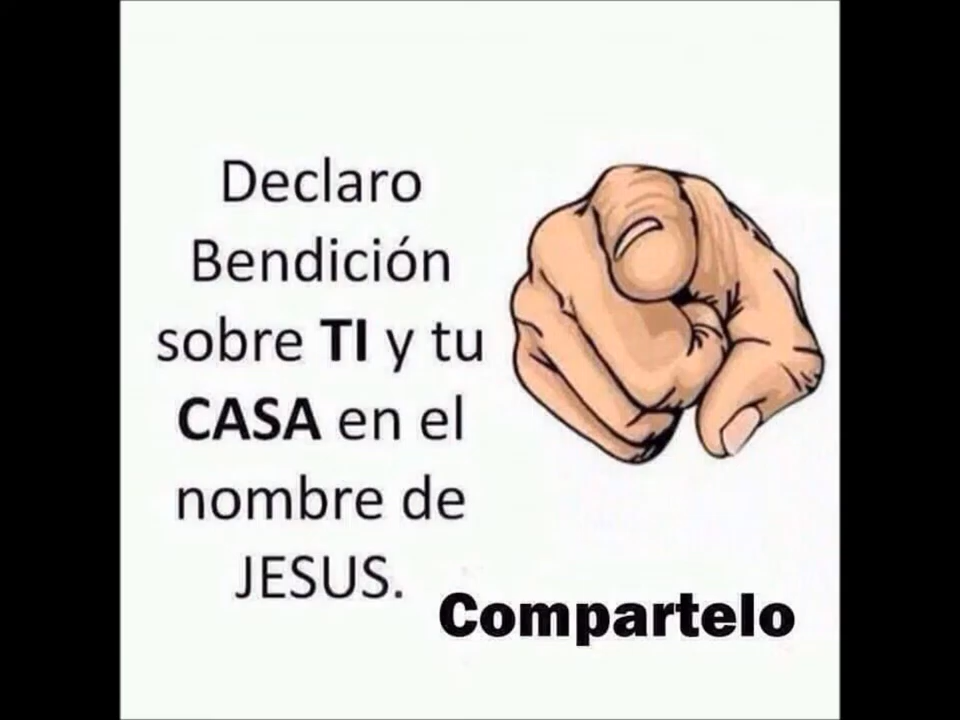 Declaro
Bendición
sobre TI y tu
CASA en el
nombre de
JESUS.
Compartelo